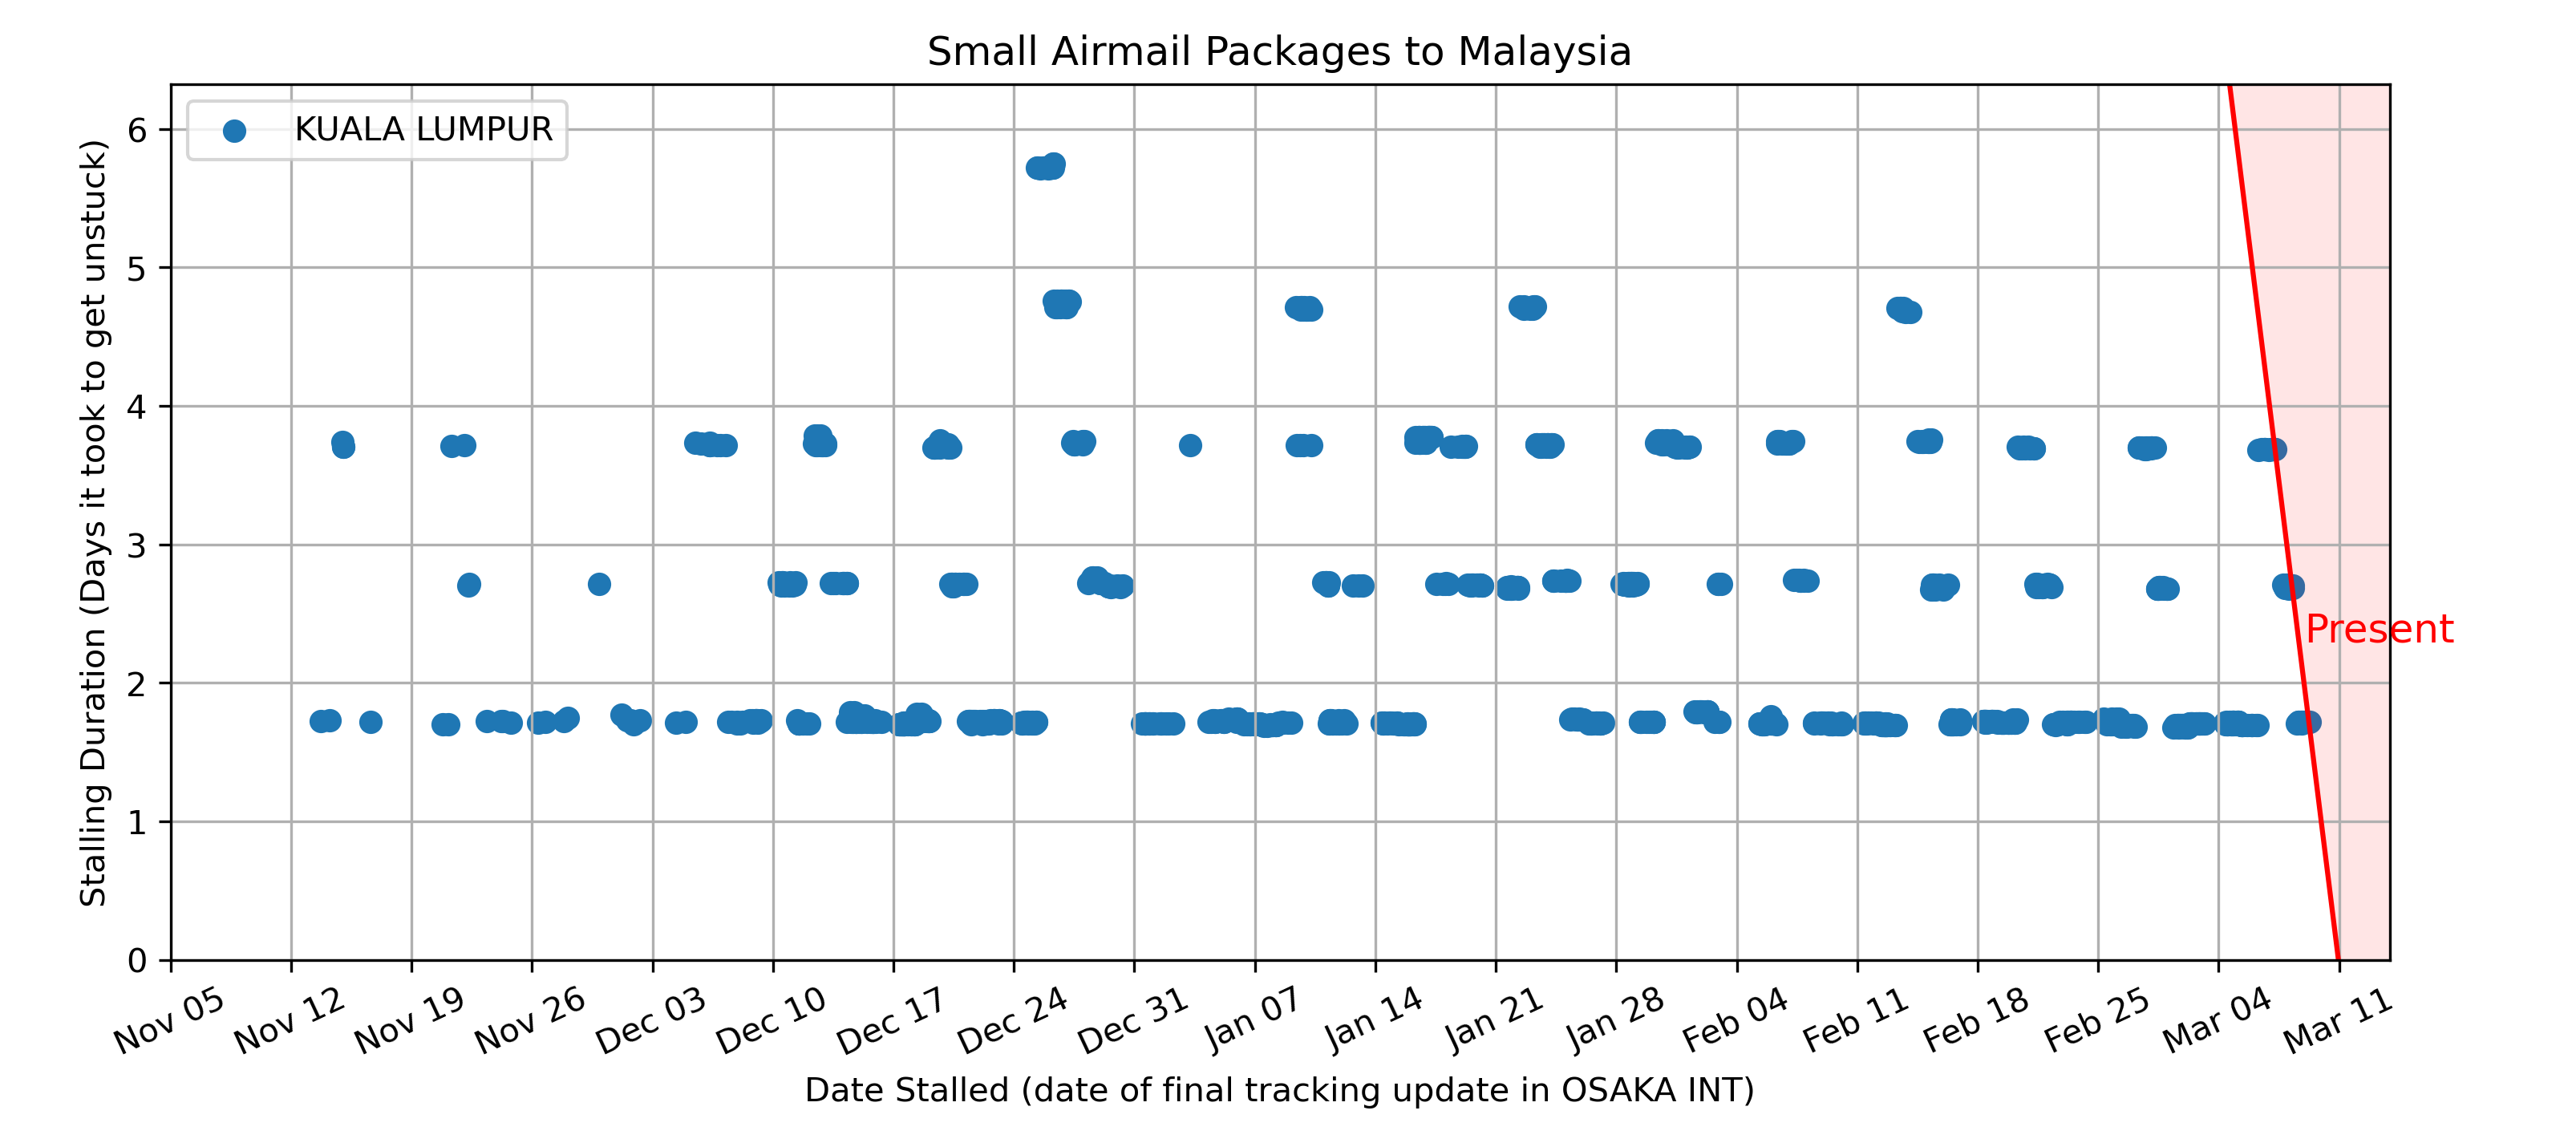 Small Airmail Packages to Malaysia
KUALA LUMPUR
Stalling Duration (Days it took to get unstuck)
6
5
4
3
2
1
0
Present
Nov 05
Nov 12
Nov 19
Nov 26
Dec 03
Dec 10
Dec 17
Dec 24
Dec 31
Jan 07
Jan 14
Jan 21
Jan 28
Feb 04
Feb 11
Feb 18
Feb 25
Mar 04
Mar 11
Date Stalled (date of final tracking update in OSAKA INT)